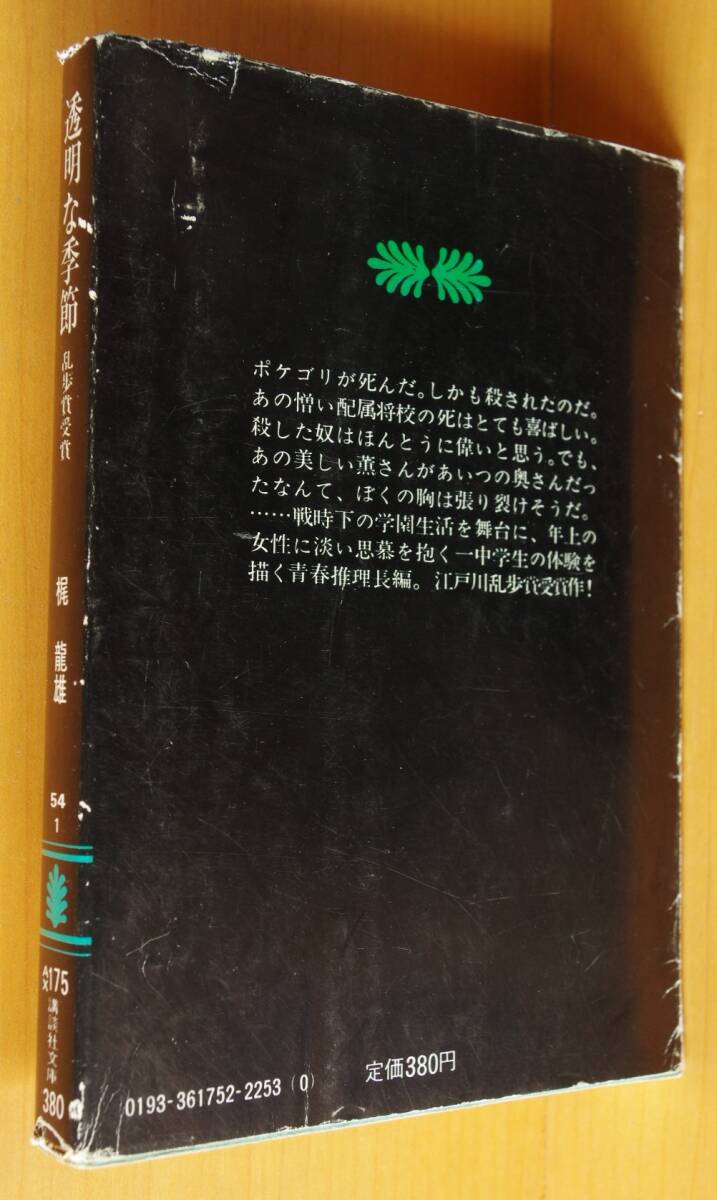 透明な季節
乱歩賞受賞
梶 龍雄
54
1
175
講談社文庫
380
ポケゴリが死んだ。しかも殺されたのだ。
あの憎い配属将校の死はとても喜ばしい。
殺した奴はほんとうに偉いと思う。でも、
あの美しい薫さんがあいつの奥さんだっ
たなんて、ぼくの胸は張り裂けそうだ。
……戦時下の学園生活を舞台に、年上の
女性に淡い思慕を抱く一中学生の体験を
描く青春推理長編。江戸川乱歩賞受賞作!
0193-361752-2253 (0)
定価380円